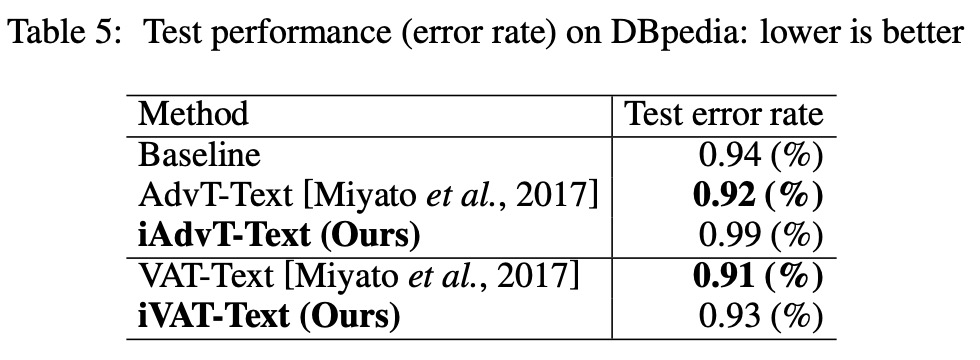 Table 5: Test performance (error rate) on DBpedia: lower is better
Method Test error rate
Baseline 0.94 (%)
AdvT-Text [Miyato et al., 2017] 0.92 (%)
iAdvT-Text (Ours) 0.99 (%)
VAT-Text [Miyato et al., 2017] 0.91 (%)
iVAT-Text (Ours) 0.93 (%)